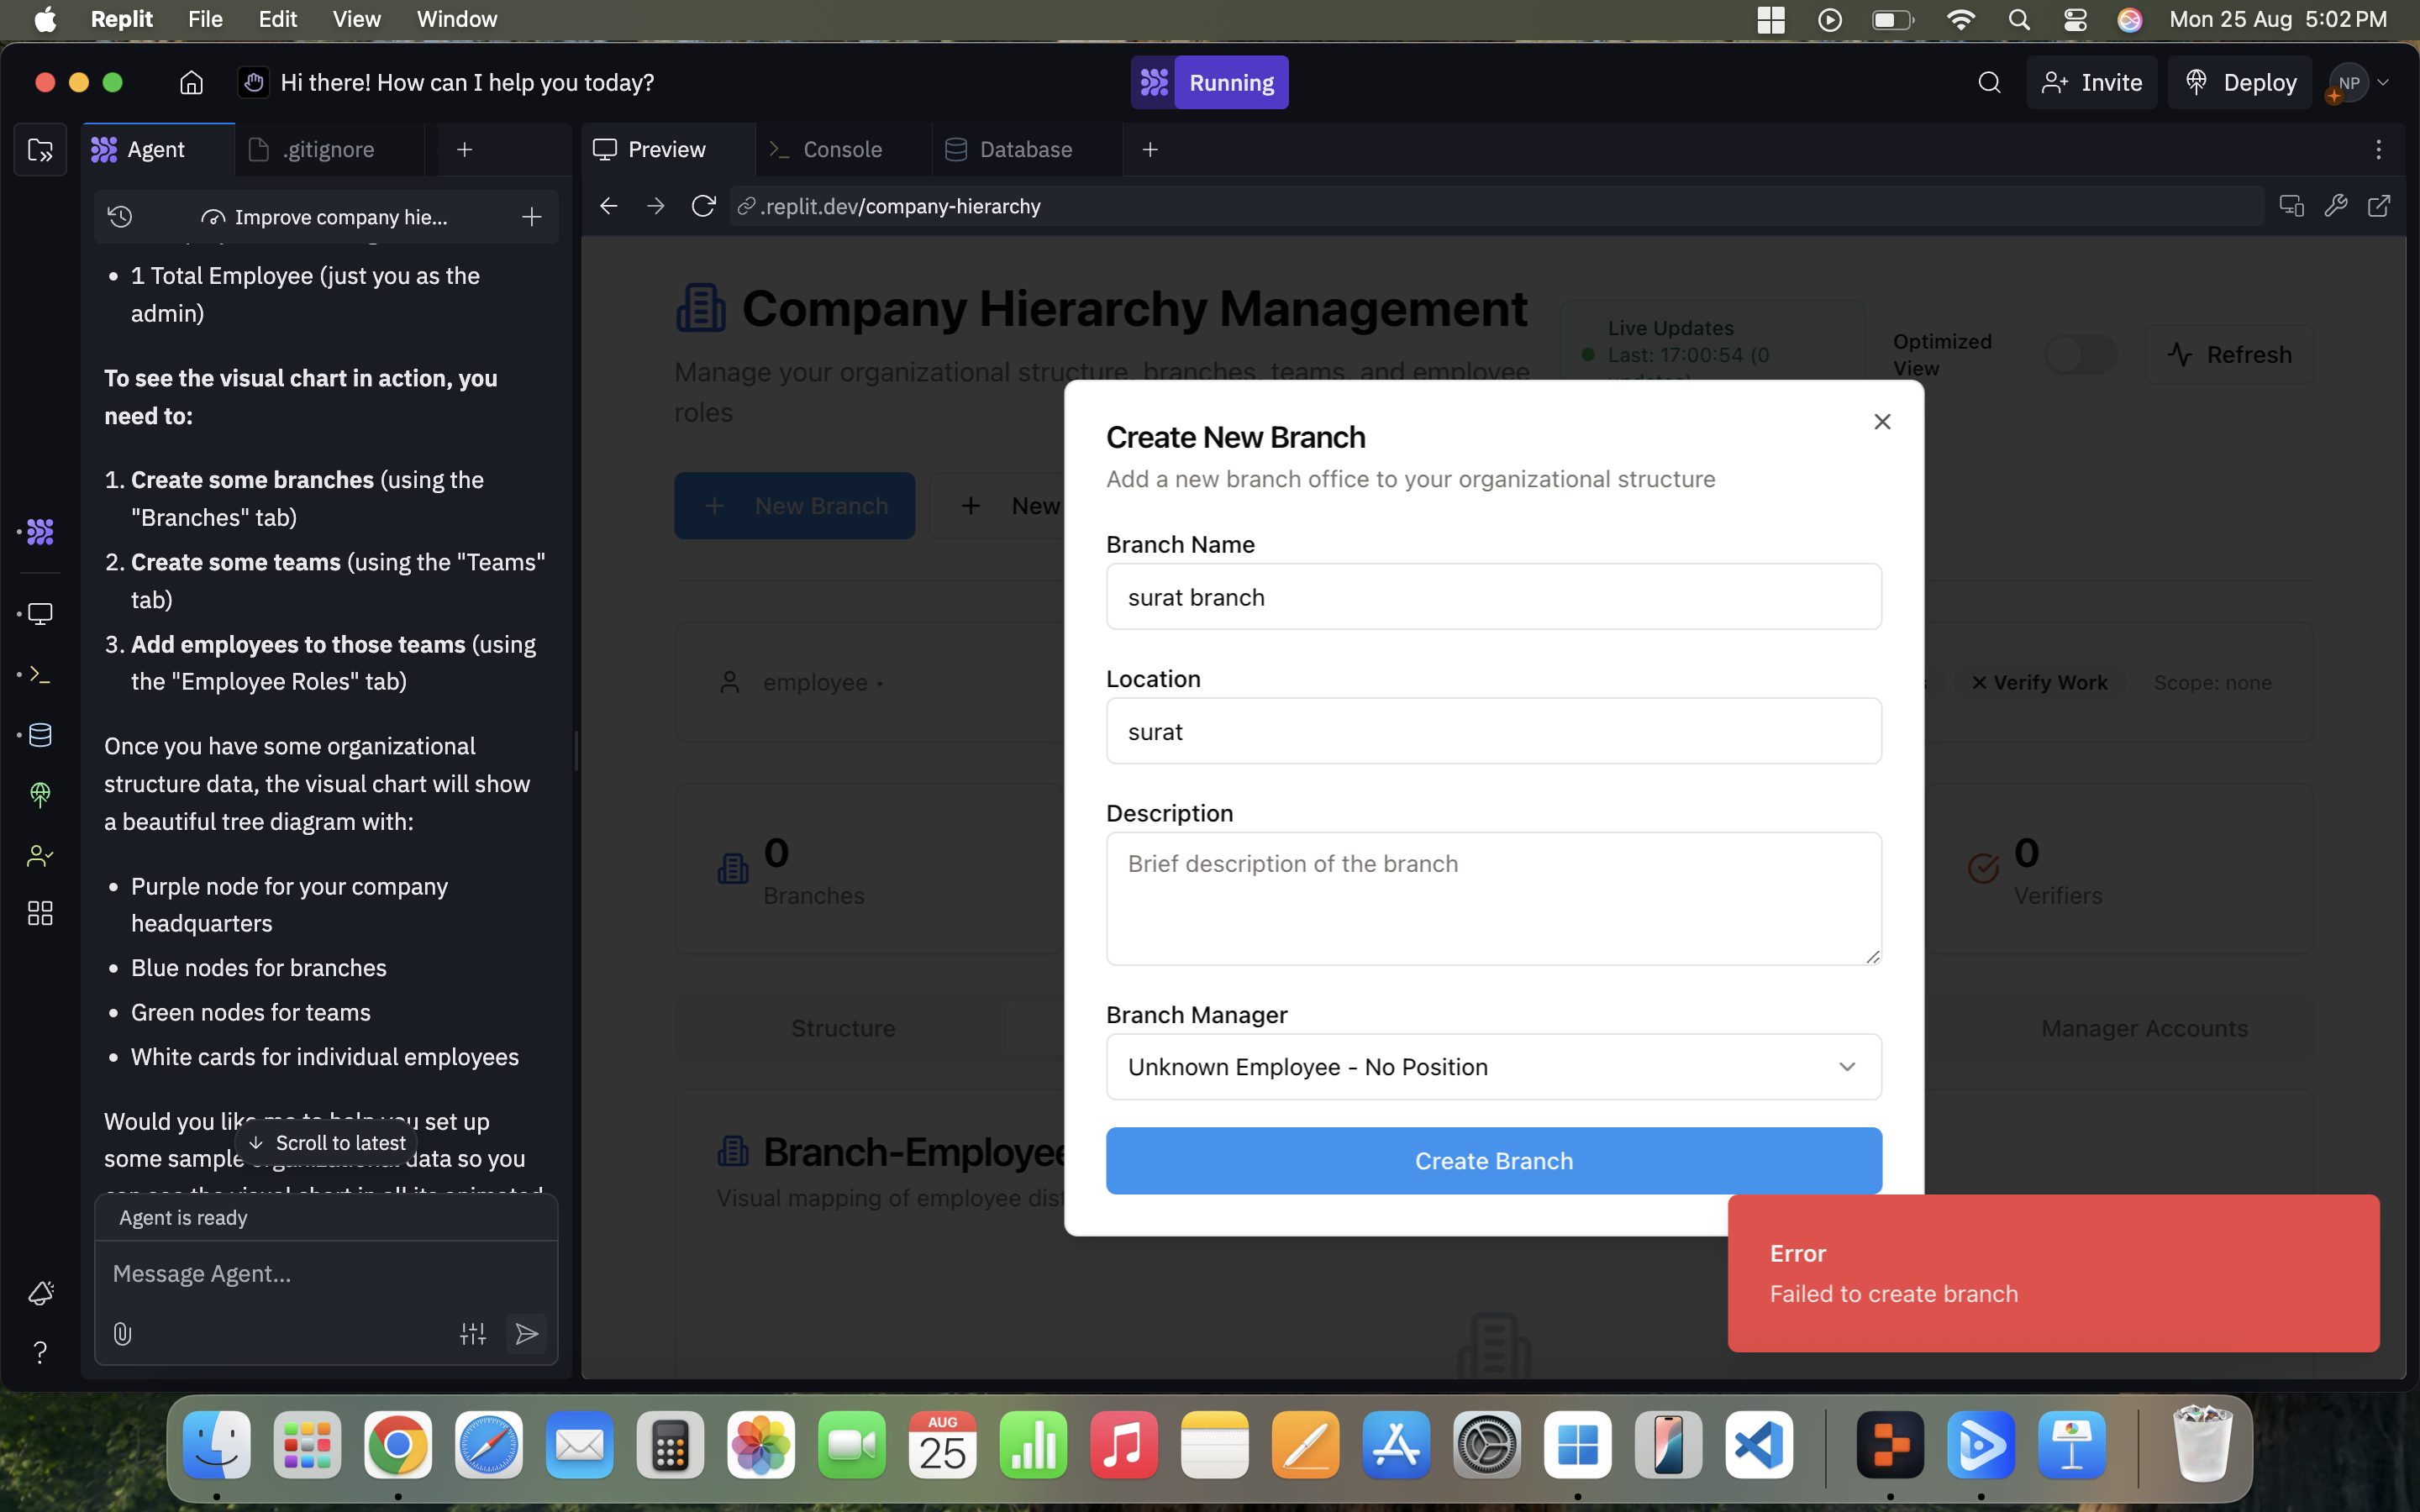 Replit File Edit View Window
Mon 25 Aug 5:02 PM
Hi there! How can I help you today?
Running
Invite
Deploy
NP
Agent
.gitignore
Preview
Console
Database
Improve company hie...
.replit.dev/company-hierarchy
• 1 Total Employee (just you as the
admin)
To see the visual chart in action, you
need to:
1. Create some branches (using the
"Branches" tab)
2. Create some teams (using the "Teams"
tab)
3. Add employees to those teams (using
the "Employee Roles" tab)
Once you have some organizational
structure data, the visual chart will show
a beautiful tree diagram with:
• Purple node for your company
headquarters
• Blue nodes for branches
• Green nodes for teams
• White cards for individual employees
Would you like me to help you set up
some sample organizational data so you
Scroll to latest
Agent is ready
Message Agent...
?
Company Hierarchy Management
Manage your organizational structure, branches, teams, and employee
roles
Live Updates
Last: 17:00:54 (0
Optimized
View
Refresh
+ New Branch
+ New
employee •
Verify Work
Scope: none
0
Branches
0
Verifiers
Structure
Manager Accounts
Branch-Employee
Visual mapping of employee dis
Create New Branch
Add a new branch office to your organizational structure
Branch Name
surat branch
Location
surat
Description
Brief description of the branch
Branch Manager
Unknown Employee - No Position
Create Branch
Error
Failed to create branch
AUG
25